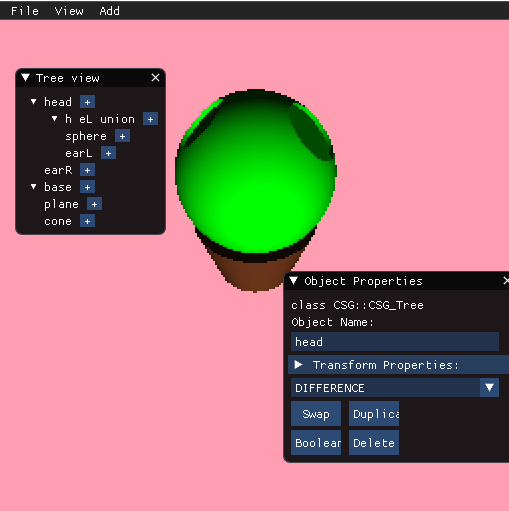 File View Add
Tree view
head +
h eL union +
sphere +
earL +
earR +
base +
plane +
cone +
Object Properties
class CSG::CSG_Tree
Object Name:
head
Transform Properties:
DIFFERENCE
Swap Duplica
Boolear Delete